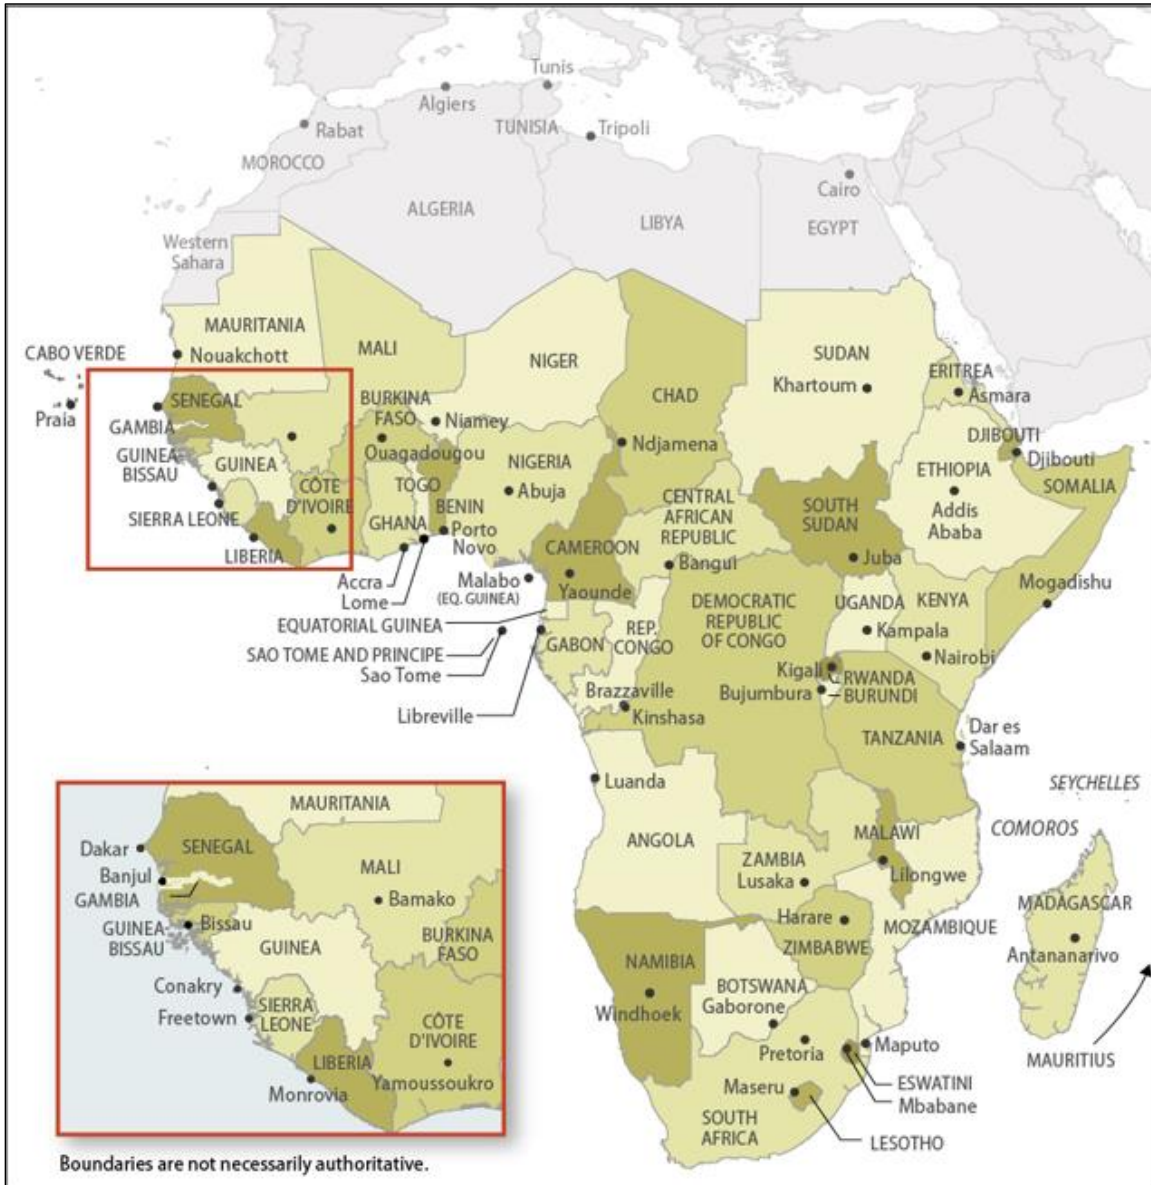 Tunis
Algiers
TUNISIA
Tripoli
Rabat
MOROCCO
Cairo
ALGERIA
LIBYA
EGYPT
Western
Sahara
MAURITANIA
Nouakchott
MALI
NIGER
CHAD
SUDAN
Khartoum
ERITREA
Asmara
CABO VERDE
Praia
SENEGAL
GAMBIA
GUINEA-
BISSAU
GUINEA
SIERRA LEONE
LIBERIA
CÔTE
D'IVOIRE
BURKINA
FASO
Ouagadougou
Niamey
NIGERIA
Abuja
TOGO
BENIN
GHANA
Porto
Novo
Accra
Lome
Ndjamena
CENTRAL
AFRICAN
REPUBLIC
Bangui
CAMEROON
Yaounde
Malabo
(EQ. GUINEA)
EQUATORIAL GUINEA
SAO TOME AND PRINCIPE
Sao Tome
Libreville
GABON
REP.
CONGO
Brazzaville
Kinshasa
DEMOCRATIC
REPUBLIC
OF CONGO
SOUTH
SUDAN
Juba
DJIBOUTI
Djibouti
ETHIOPIA
Addis
Ababa
SOMALIA
Mogadishu
UGANDA
Kampala
KENYA
Nairobi
Kigali
RWANDA
Bujumbura
BURUNDI
TANZANIA
Dar es
Salaam
SEYCHELLES
COMOROS
Luanda
ANGOLA
ZAMBIA
Lusaka
MALAWI
Lilongwe
Harare
ZIMBABWE
MOZAMBIQUE
MADAGASCAR
Antananarivo
MAURITIUS
NAMIBIA
Windhoek
BOTSWANA
Gaborone
Pretoria
Maputo
ESWATINI
Mbabane
Maseru
LESOTHO
SOUTH
AFRICA
MAURITANIA
Dakar
SENEGAL
MALI
Banjul
GAMBIA
Bamako
GUINEA-
BISSAU
Bissau
GUINEA
BURKINA
FASO
Conakry
Freetown
SIERRA
LEONE
CÔTE
D'IVOIRE
LIBERIA
Yamoussoukro
Monrovia
Boundaries are not necessarily authoritative.